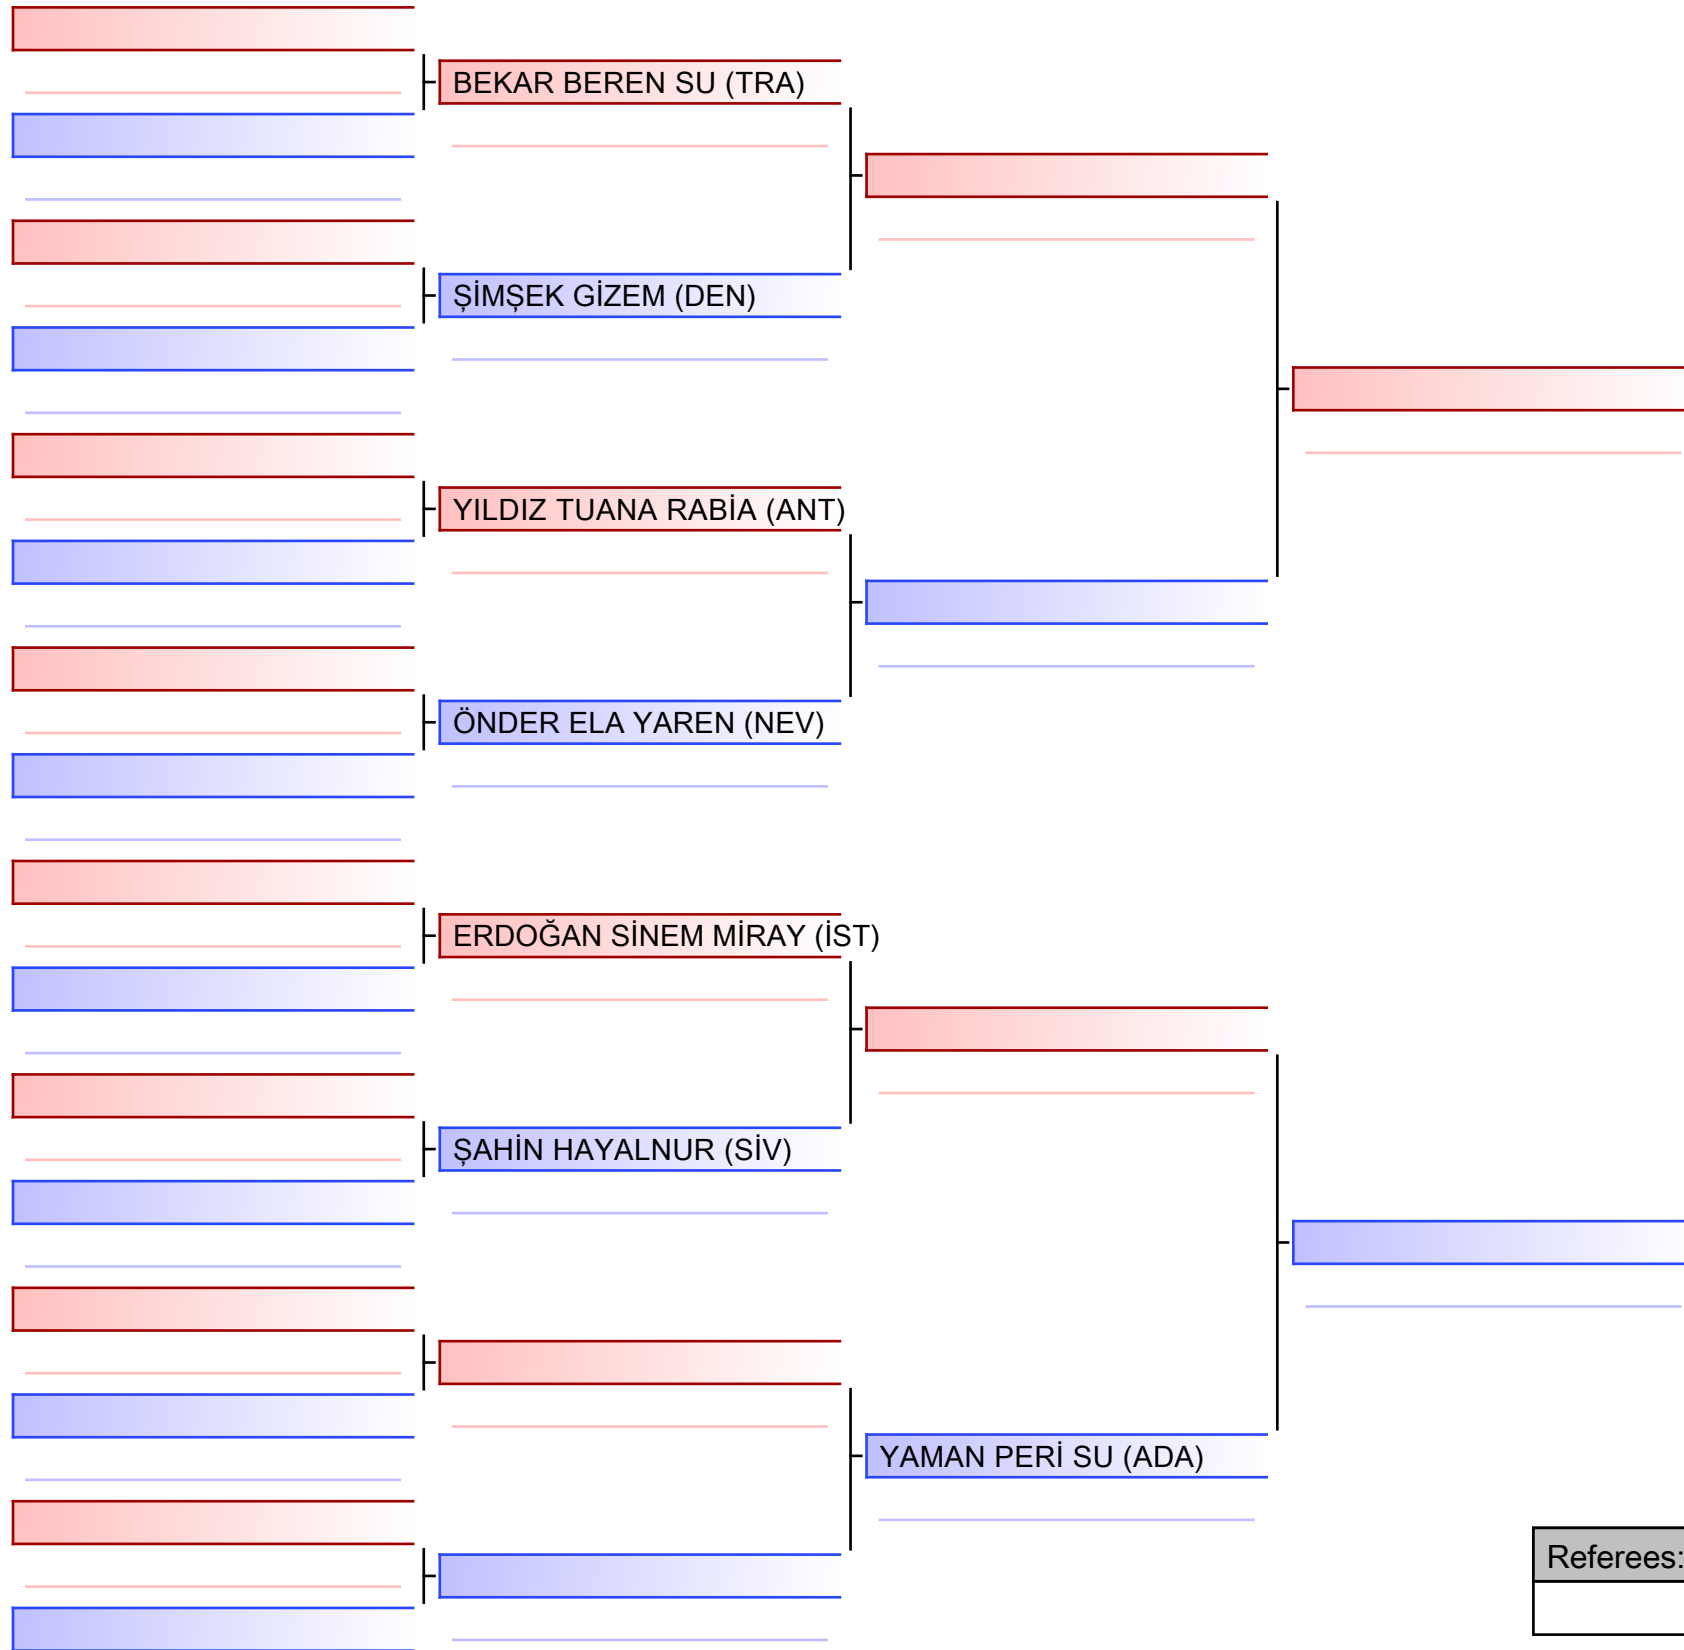 BEKAR BEREN SU (TRA)
ŞİMŞEK GİZEM (DEN)
YILDIZ TUANA RABİA (ANT)
ÖNDER ELA YAREN (NEV)
ERDOĞAN SİNEM MİRAY (İST)
ŞAHİN HAYALNUR (SİV)
YAMAN PERİ SU (ADA)
Referees: